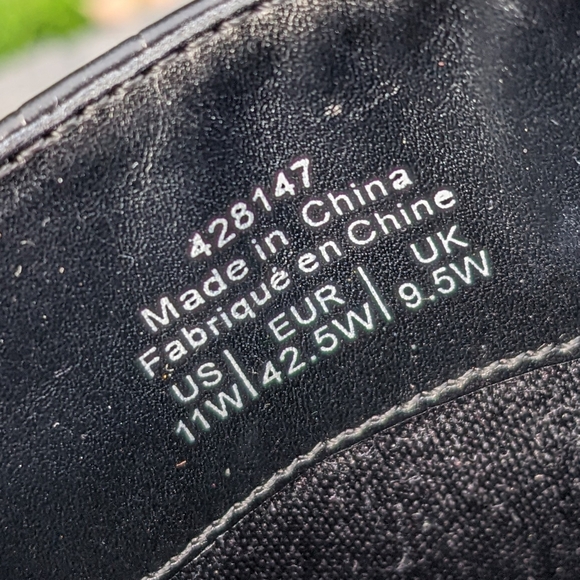 428147
Made in China
Fabriqué en Chine
US | EUR | UK
11W | 42.5W | 9.5W